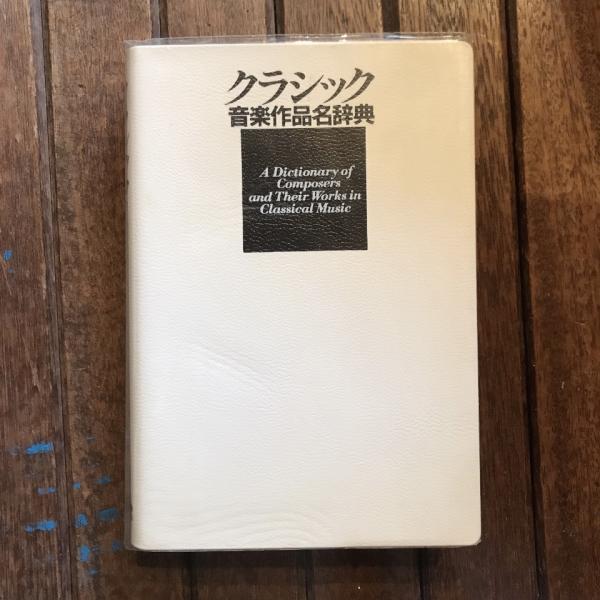 クラシック
音楽作品名辞典
A Dictionary of
Composers
and Their Works in
Classical Music